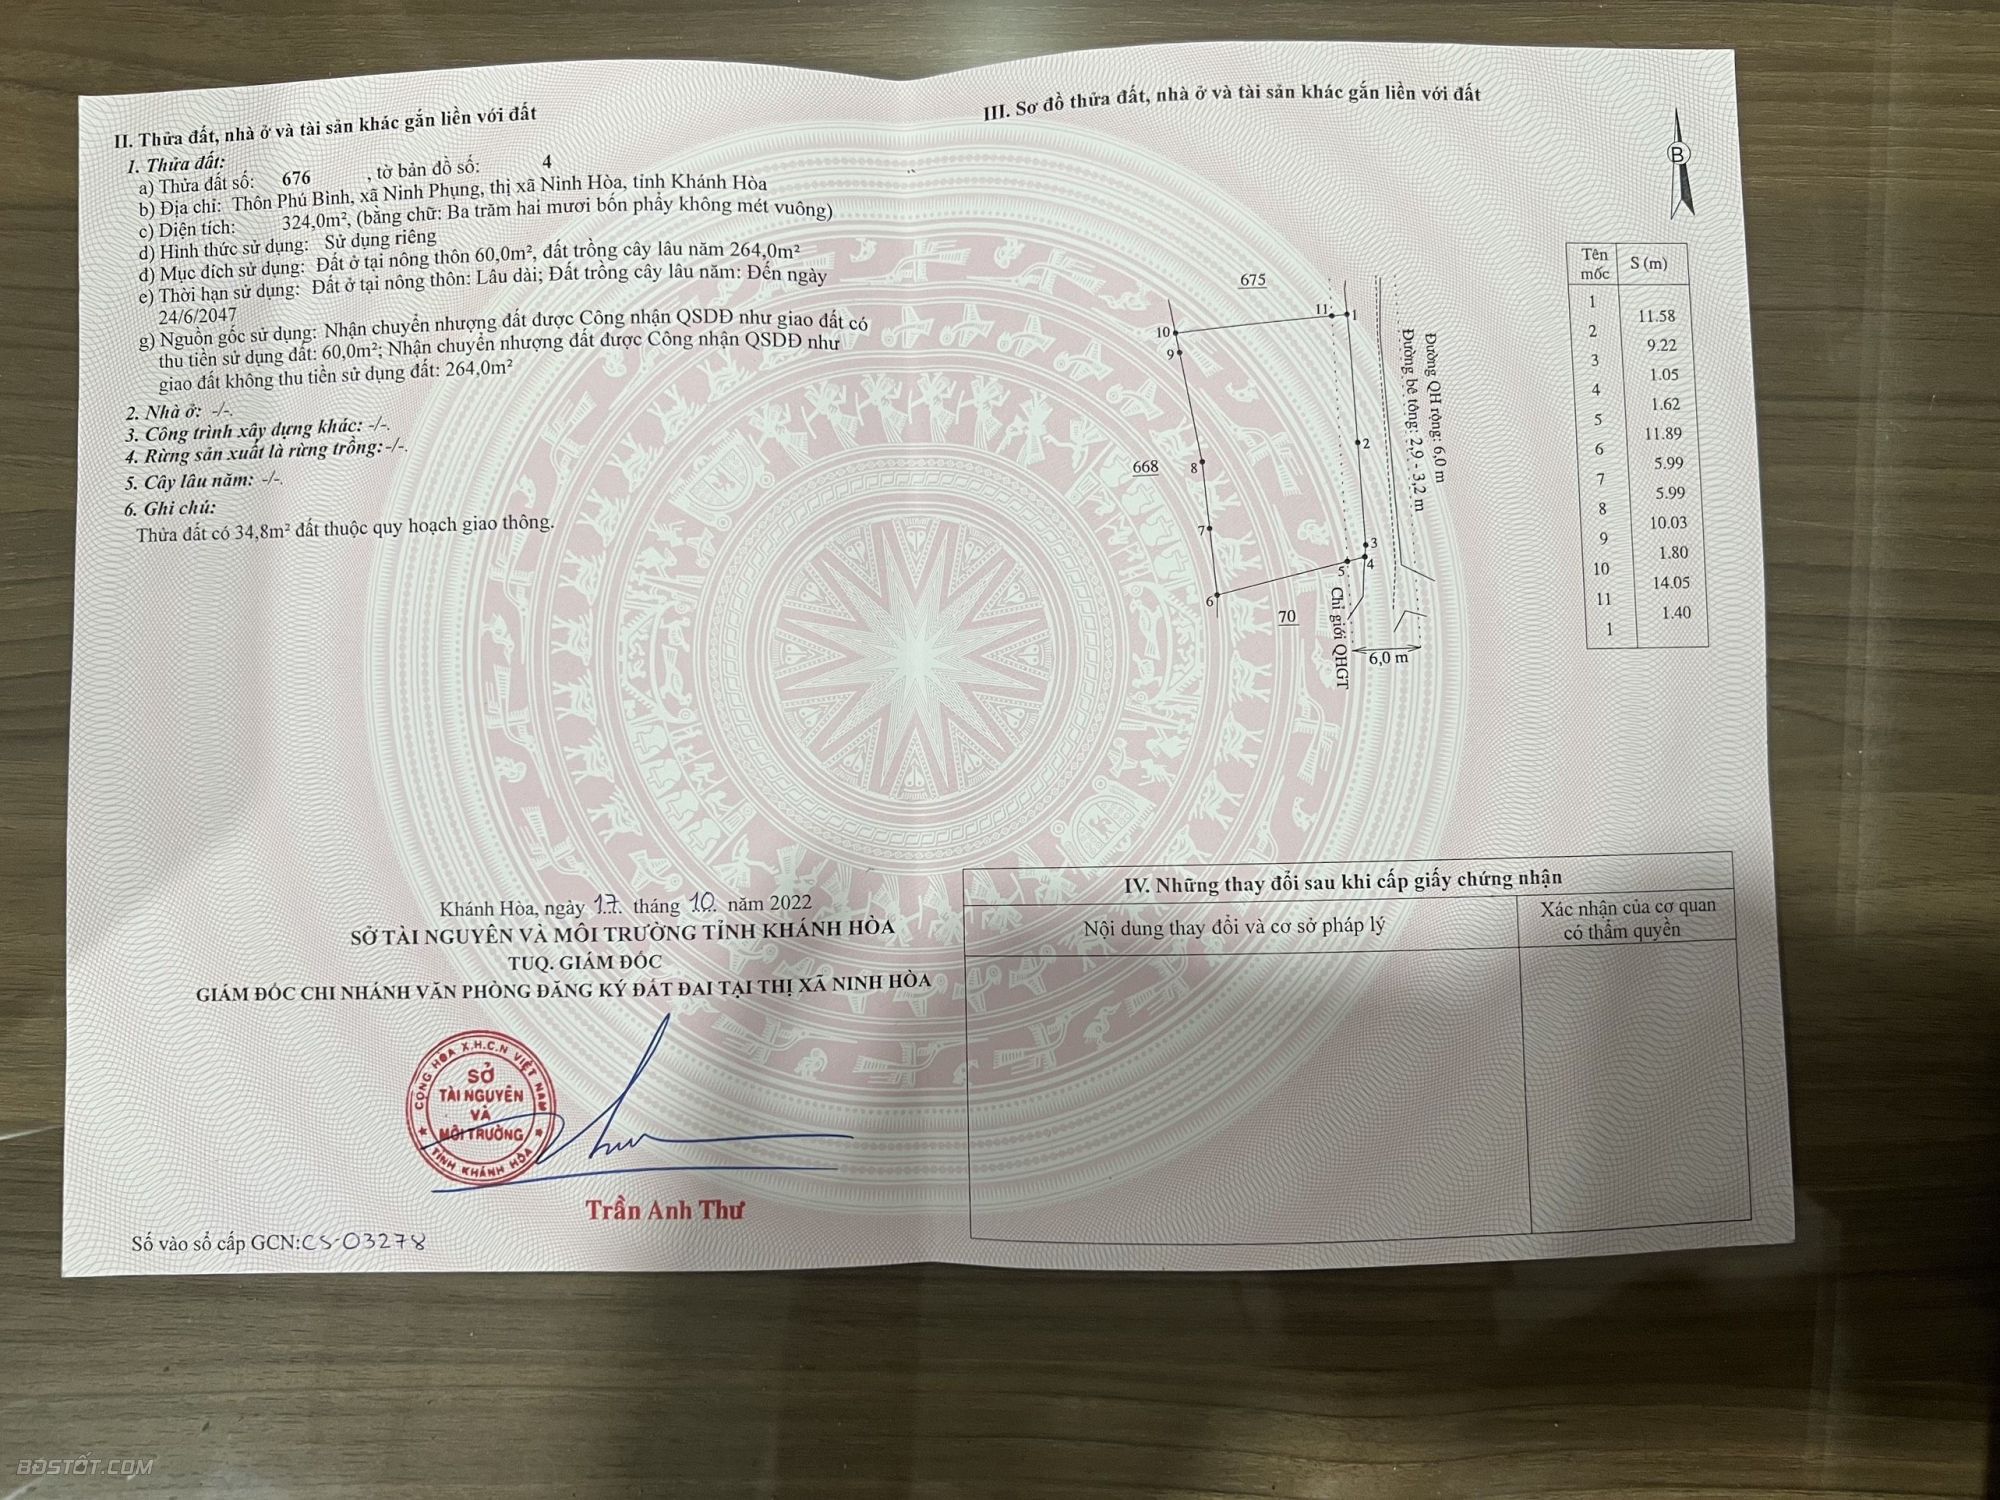 II. Thửa đất, nhà ở và tài sản khác gắn liền với đất
1. Thửa đất:
a) Thửa đất số: 676 , tờ bản đồ số: 4
b) Địa chỉ: Thôn Phú Bình, xã Ninh Phụng, thị xã Ninh Hòa, tỉnh Khánh Hòa
c) Diện tích: 324,0m², (bằng chữ: Ba trăm hai mươi bốn phẩy không mét vuông)
d) Hình thức sử dụng: Sử dụng riêng
đ) Mục đích sử dụng: Đất ở tại nông thôn 60,0m², đất trồng cây lâu năm 264,0m²
e) Thời hạn sử dụng: Đất ở tại nông thôn: Lâu dài; Đất trồng cây lâu năm: Đến ngày
24/6/2047
g) Nguồn gốc sử dụng: Nhận chuyển nhượng đất được Công nhận QSDĐ như giao đất có
thu tiền sử dụng đất: 60,0m²; Nhận chuyển nhượng đất được Công nhận QSDĐ như
giao đất không thu tiền sử dụng đất: 264,0m²
2. Nhà ở: -/-.
3. Công trình xây dựng khác: -/-.
4. Rừng sản xuất là rừng trồng: -/-.
5. Cây lâu năm: -/-.
6. Ghi chú:
Thửa đất có 34,8m² đất thuộc quy hoạch giao thông.
Khánh Hòa, ngày 17. tháng 10. năm 2022
SỞ TÀI NGUYÊN VÀ MÔI TRƯỜNG TỈNH KHÁNH HÒA
TUQ. GIÁM ĐỐC
GIÁM ĐỐC CHI NHÁNH VĂN PHÒNG ĐĂNG KÝ ĐẤT ĐAI TẠI THỊ XÃ NINH HÒA
CỘNG HÒA X.H.C.N VIỆT NAM
SỞ
TÀI NGUYÊN
VÀ
MÔI TRƯỜNG
TỈNH KHÁNH HÒA
Trần Anh Thư
Số vào sổ cấp GCN: CS-03278
III. Sơ đồ thửa đất, nhà ở và tài sản khác gắn liền với đất
B
675
11
1
10
9
668
8
2
7
3
4
5
6
70
Đường QH rộng: 6,0 m
Đường bê tông: 2,9 - 3,2 m
Chỉ giới QHGT
6,0 m
Tên mốc S (m)
1
11.58
2
9.22
3
1.05
4
1.62
5
11.89
6
5.99
7
5.99
8
10.03
9
1.80
10
14.05
11
1.40
1
IV. Những thay đổi sau khi cấp giấy chứng nhận
Nội dung thay đổi và cơ sở pháp lý
Xác nhận của cơ quan
có thẩm quyền
BĐSTỐT.COM